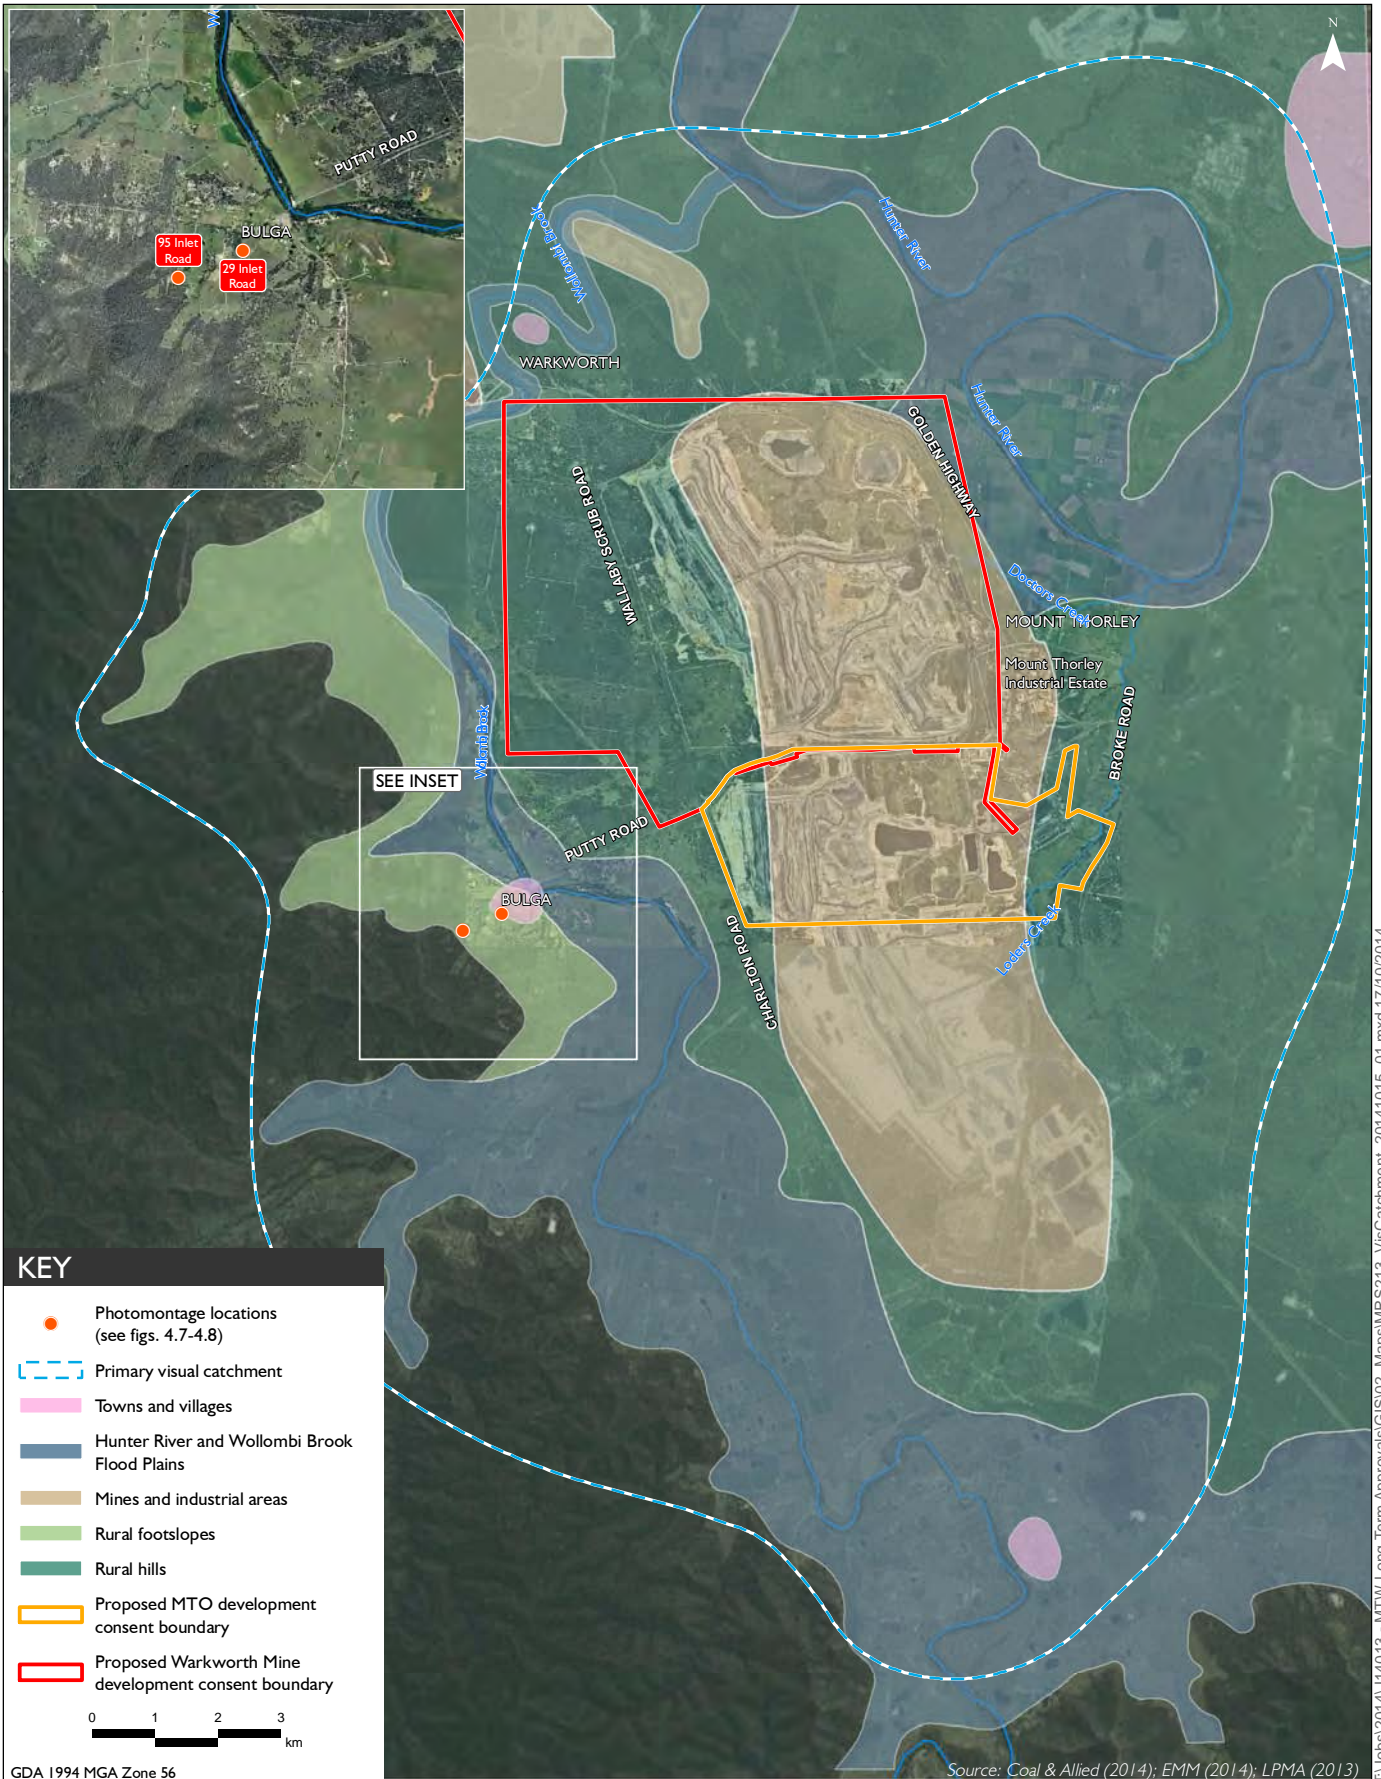 N
PUTTY ROAD
BULGA
95 Inlet
Road
29 Inlet
Road
Wollombi Brook
Hunter River
WARKWORTH
Hunter River
GOLDEN HIGHWAY
WALLABY SCRUB ROAD
Doctors Creek
MOUNT THORLEY
Mount Thorley
Industrial Estate
BROKE ROAD
SEE INSET
PUTTY ROAD
BULGA
CHARLTON ROAD
Loders Creek
KEY
Photomontage locations
(see figs. 4.7-4.8)
Primary visual catchment
Towns and villages
Hunter River and Wollombi Brook
Flood Plains
Mines and industrial areas
Rural footslopes
Rural hills
Proposed MTO development
consent boundary
Proposed Warkworth Mine
development consent boundary
0 1 2 3
km
GDA 1994 MGA Zone 56
Source: Coal & Allied (2014); EMM (2014); LPMA (2013)